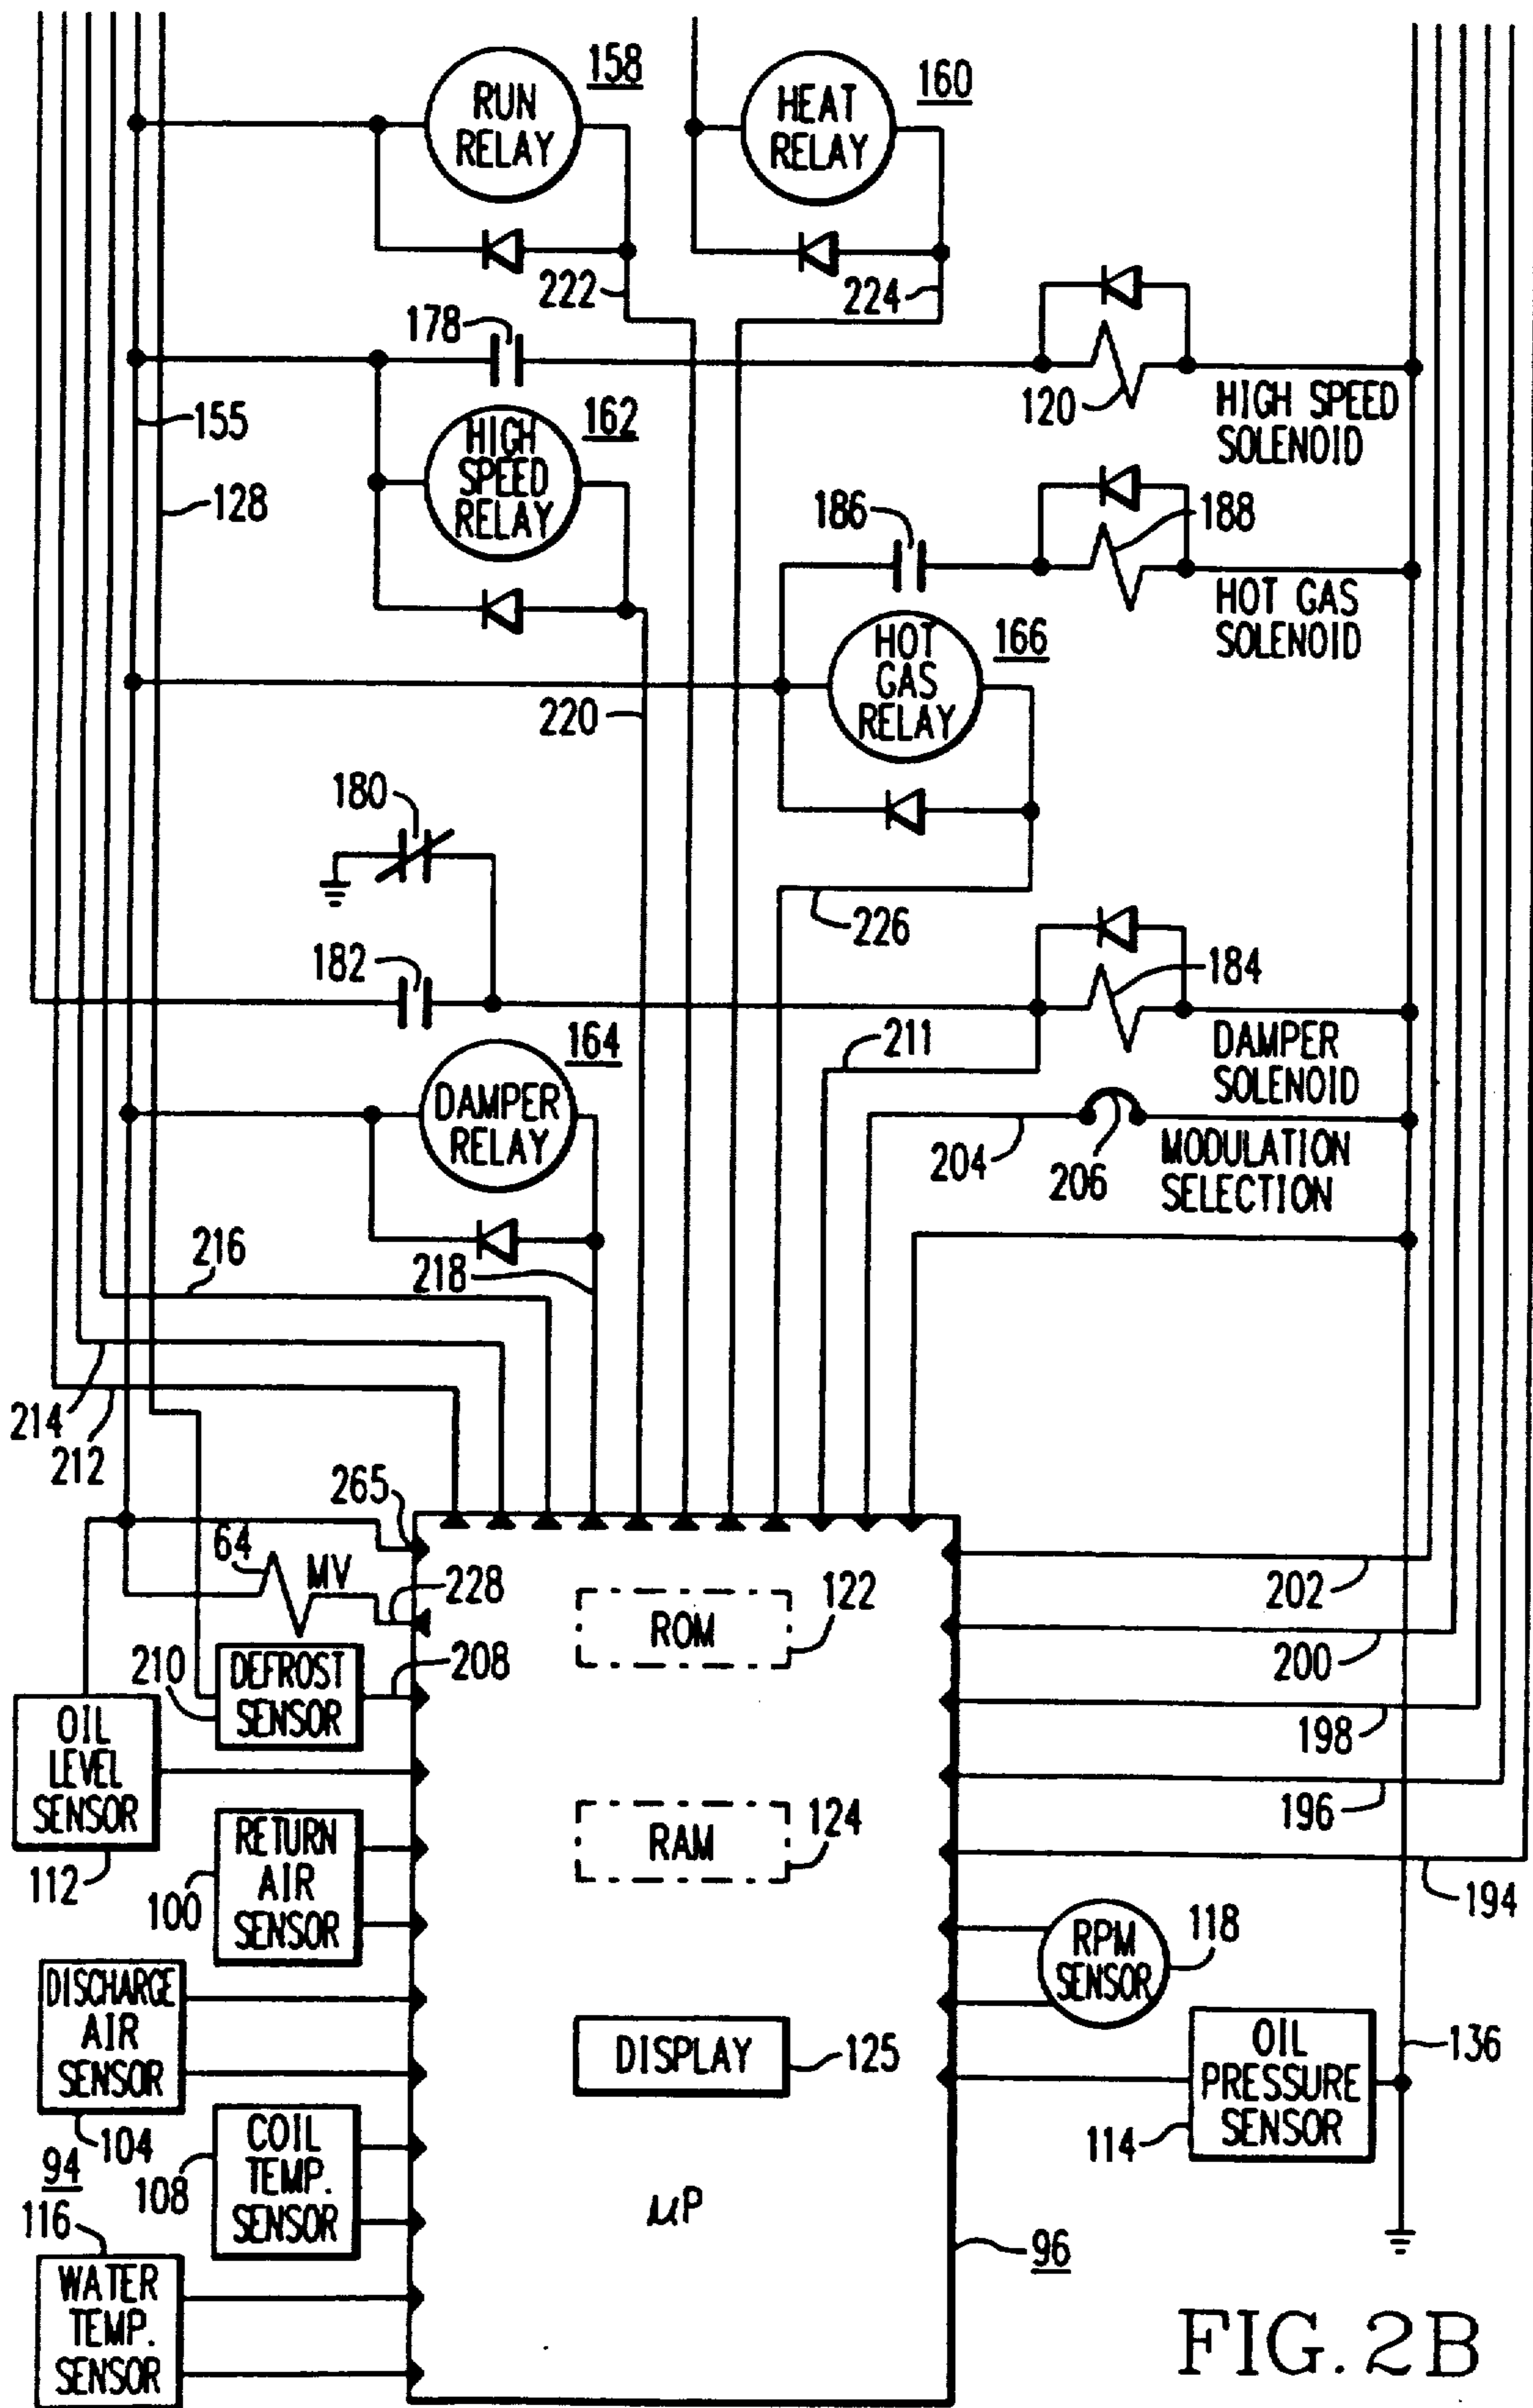 158
RUN
RELAY
160
HEAT
RELAY
222
224
178
120
HIGH SPEED
SOLENOID
155
162
HIGH
SPEED
RELAY
128
186
188
HOT GAS
SOLENOID
166
HOT
GAS
RELAY
220
180
226
182
184
211
DAMPER
SOLENOID
164
DAMPER
RELAY
204
206
MODULATION
SELECTION
216
218
214
212
265
64
MV
228
ROM
122
202
200
210
DEFROST
SENSOR
208
198
OIL
LEVEL
SENSOR
112
RAM
124
196
RETURN
AIR
SENSOR
100
194
RPM
SENSOR
118
DISCHARGE
AIR
SENSOR
104
DISPLAY
125
OIL
PRESSURE
SENSOR
114
136
94
COIL
TEMP.
SENSOR
108
μP
96
116
WATER
TEMP.
SENSOR
FIG. 2B